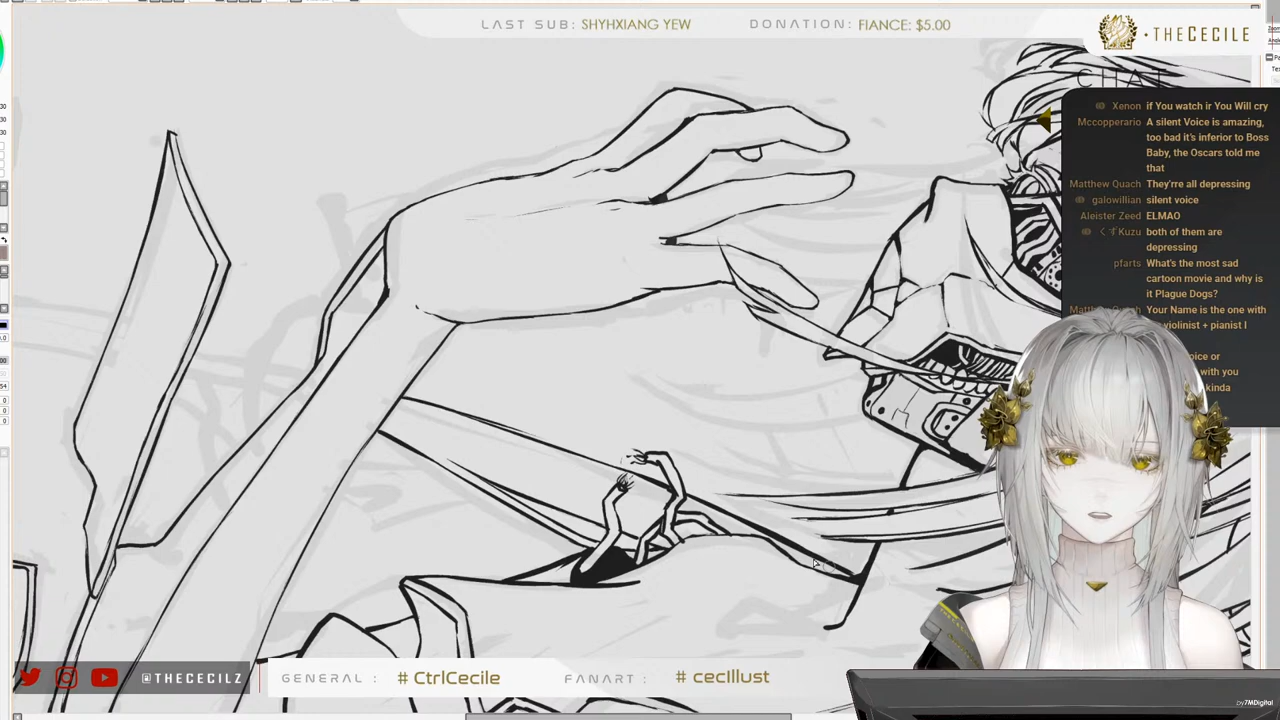 LAST SUB: SHYHXIANG YEW
DONATION: FIANCE: $5.00
·THECECILE
CHAT
Xenon if You watch ir You Will cry
Mccopperario A silent Voice is amazing,
too bad it's inferior to Boss
Baby, the Oscars told me
that
Matthew Quach They'rre all depressing
galowillian silent voice
Aleister Zeed ELMAO
くずKuzu both of them are
depressing
pfarts What's the most sad
cartoon movie and why is
it Plague Dogs?
Your Name is the one with
violinist + pianist I
or
with you
kinda
@THECECILZ
GENERAL : # CtrlCecile
FANART : # cecIllust
.by7MDigital